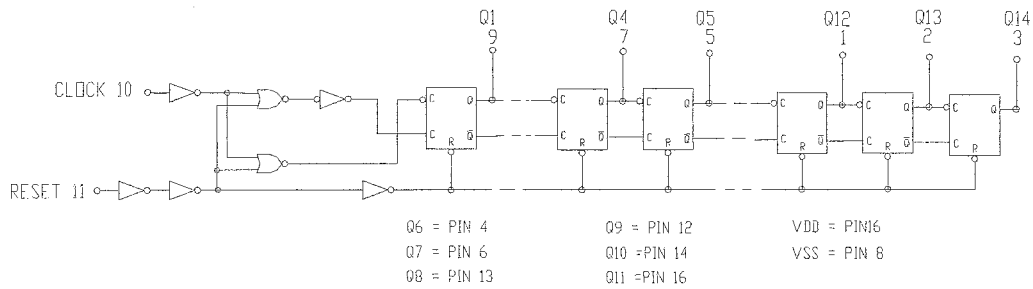 Q1 Q4 Q5 Q12 Q13 Q14
9 7 5 1 2 3
CLOCK 10
C Q C Q C Q C Q C Q C Q
C Q̅ C Q̅ C Q̅ C Q̅ C Q̅ C
R R R R R R
RESET 11
Q6 = PIN 4 Q9 = PIN 12 VDD = PIN16
Q7 = PIN 6 Q10 =PIN 14 VSS = PIN 8
Q8 = PIN 13 Q11 =PIN 16